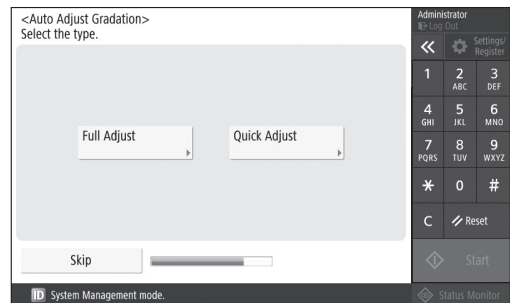 <Auto Adjust Gradation>
Select the type.
Full Adjust
Quick Adjust
Skip
ID System Management mode.
Administrator
Log Out
Settings/
Register
1
2
ABC
3
DEF
4
GHI
5
JKL
6
MNO
7
PQRS
8
TUV
9
WXYZ
*
0
#
C
Reset
Start
Status Monitor